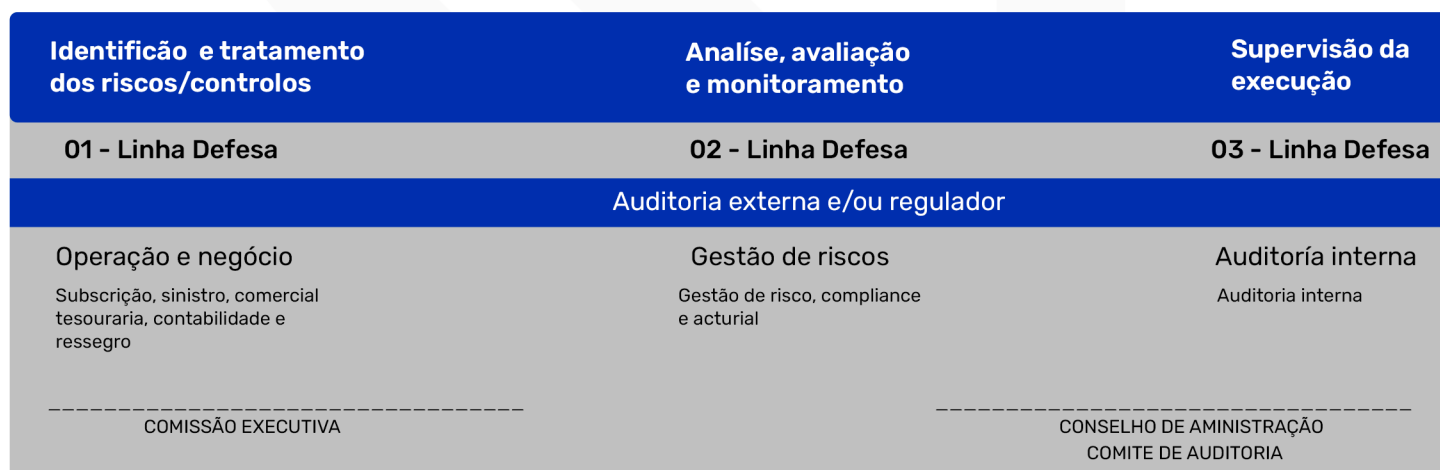 Identificão e tratamento
dos riscos/controlos
Analíse, avaliação
e monitoramento
Supervisão da
execução
01 - Linha Defesa
02 - Linha Defesa
03 - Linha Defesa
Auditoria externa e/ou regulador
Operação e negócio
Subscrição, sinistro, comercial
tesouraria, contabilidade e
ressegro
Gestão de riscos
Gestão de risco, compliance
e acturial
Auditoría interna
Auditoria interna
COMISSÃO EXECUTIVA
CONSELHO DE AMINISTRAÇÃO
COMITE DE AUDITORIA